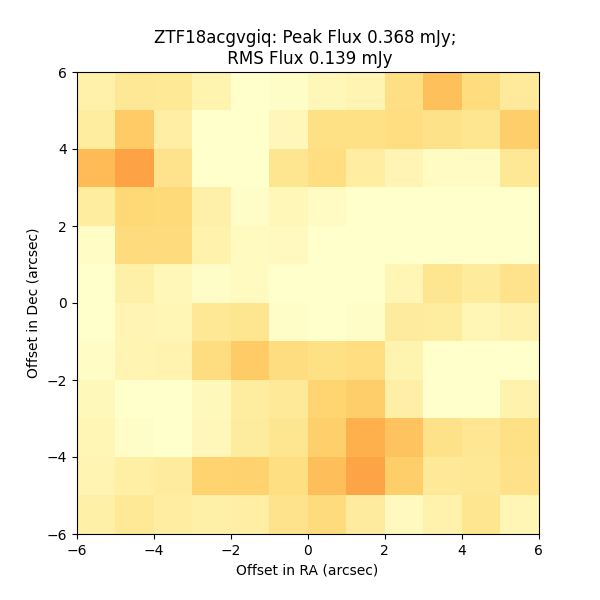 ZTF18acgvgiq: Peak Flux 0.368 mJy;
RMS Flux 0.139 mJy
6
4
2
0
−2
−4
−6
Offset in Dec (arcsec)
−6 −4 −2 0 2 4 6
Offset in RA (arcsec)